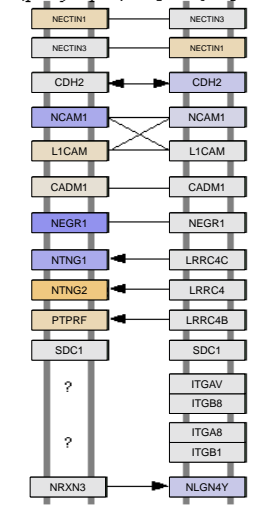 NECTIN1 NECTIN3
NECTIN3 NECTIN1
CDH2 CDH2
NCAM1 NCAM1
L1CAM L1CAM
CADM1 CADM1
NEGR1 NEGR1
NTNG1 LRRC4C
NTNG2 LRRC4
PTPRF LRRC4B
SDC1 SDC1
? ITGAV
ITGB8
? ITGA8
ITGB1
NRXN3 NLGN4Y